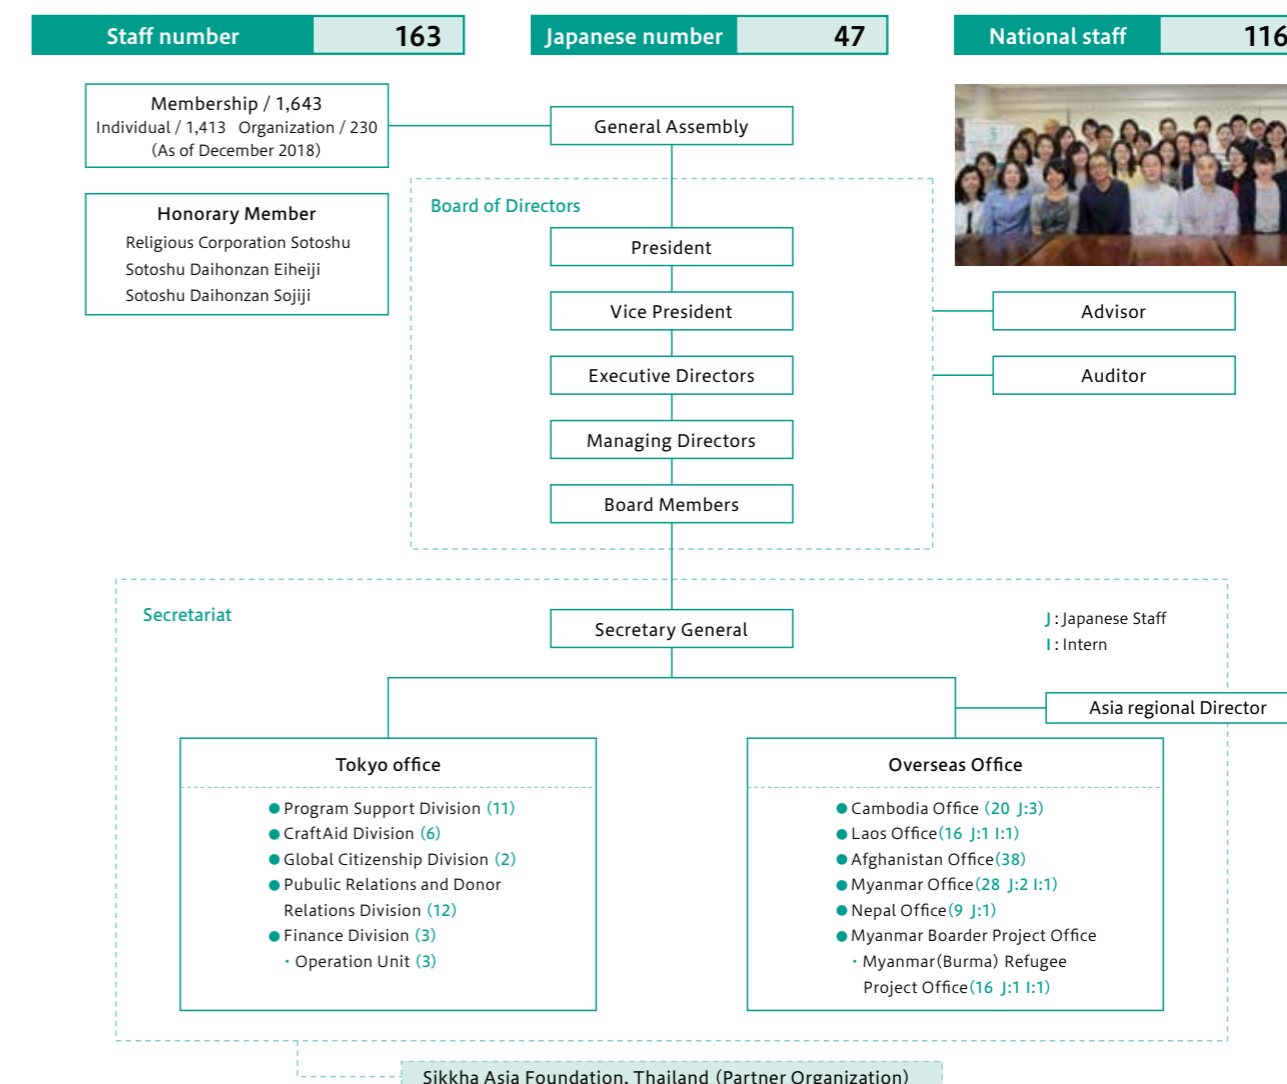 Staff number 163
Japanese number 47
National staff 116
Membership / 1,643
Individual / 1,413 Organization / 230
(As of December 2018)
Honorary Member
Religious Corporation Sotoshu
Sotoshu Daihonzan Eiheiji
Sotoshu Daihonzan Sojiji
General Assembly
Board of Directors
President
Vice President
Executive Directors
Managing Directors
Board Members
Advisor
Auditor
Secretariat
Secretary General
J : Japanese Staff
I : Intern
Asia regional Director
Tokyo office
● Program Support Division (11)
● CraftAid Division (6)
● Global Citizenship Division (2)
● Pubulic Relations and Donor
Relations Division (12)
● Finance Division (3)
・Operation Unit (3)
Overseas Office
● Cambodia Office (20 J:3)
● Laos Office(16 J:1 I:1)
● Afghanistan Office(38)
● Myanmar Office(28 J:2 I:1)
● Nepal Office(9 J:1)
● Myanmar Boarder Project Office
・Myanmar(Burma) Refugee
Project Office(16 J:1 I:1)
Sikkha Asia Foundation, Thailand (Partner Organization)